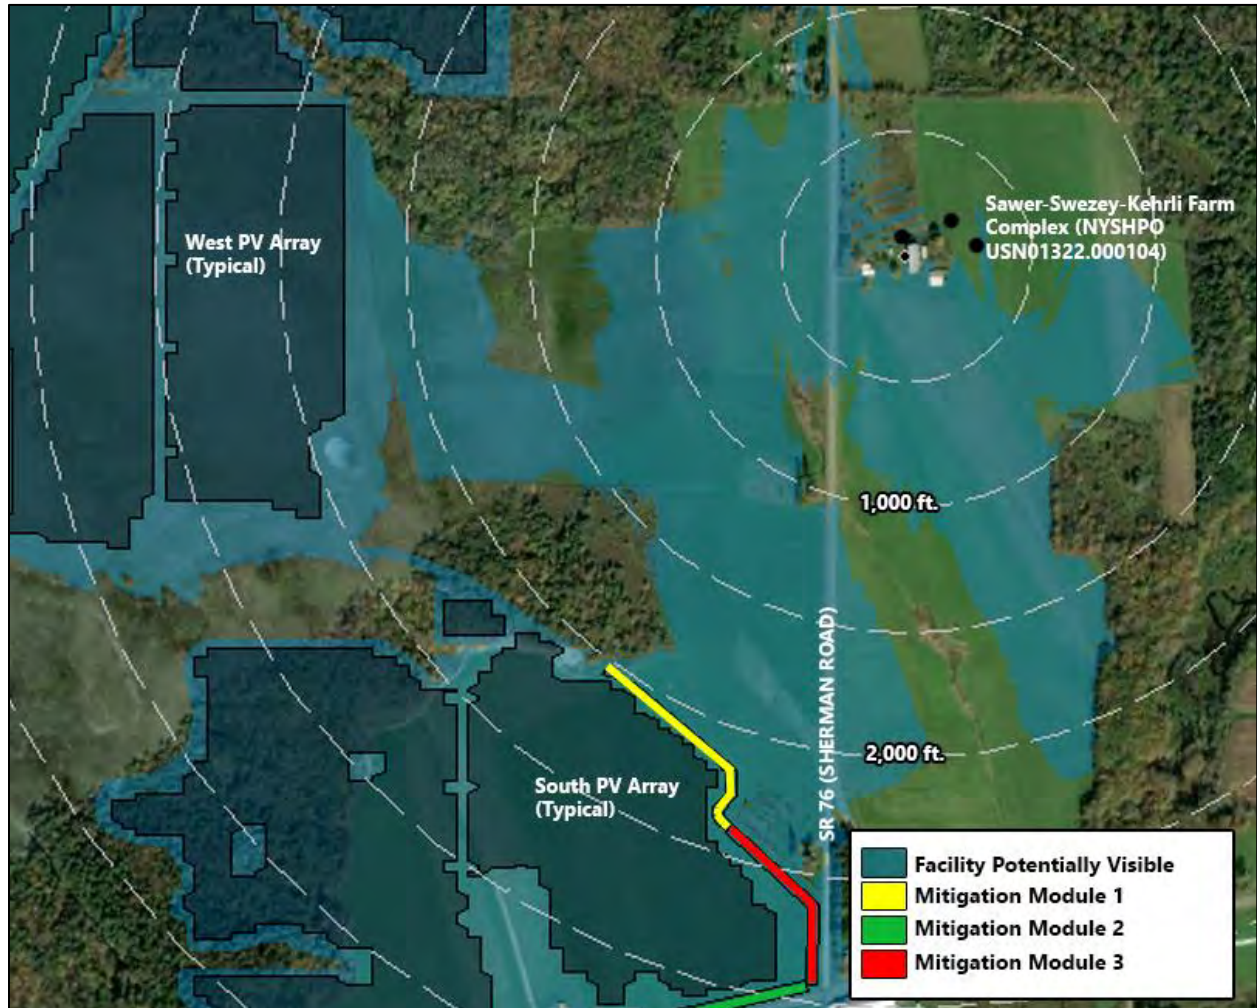 Sawer-Swezey-Kehrli Farm
Complex (NYSHPO
USN01322.000104)
West PV Array
(Typical)
1,000 ft.
SR 76 (SHERMAN ROAD)
2,000 ft.
South PV Array
(Typical)
Facility Potentially Visible
Mitigation Module 1
Mitigation Module 2
Mitigation Module 3